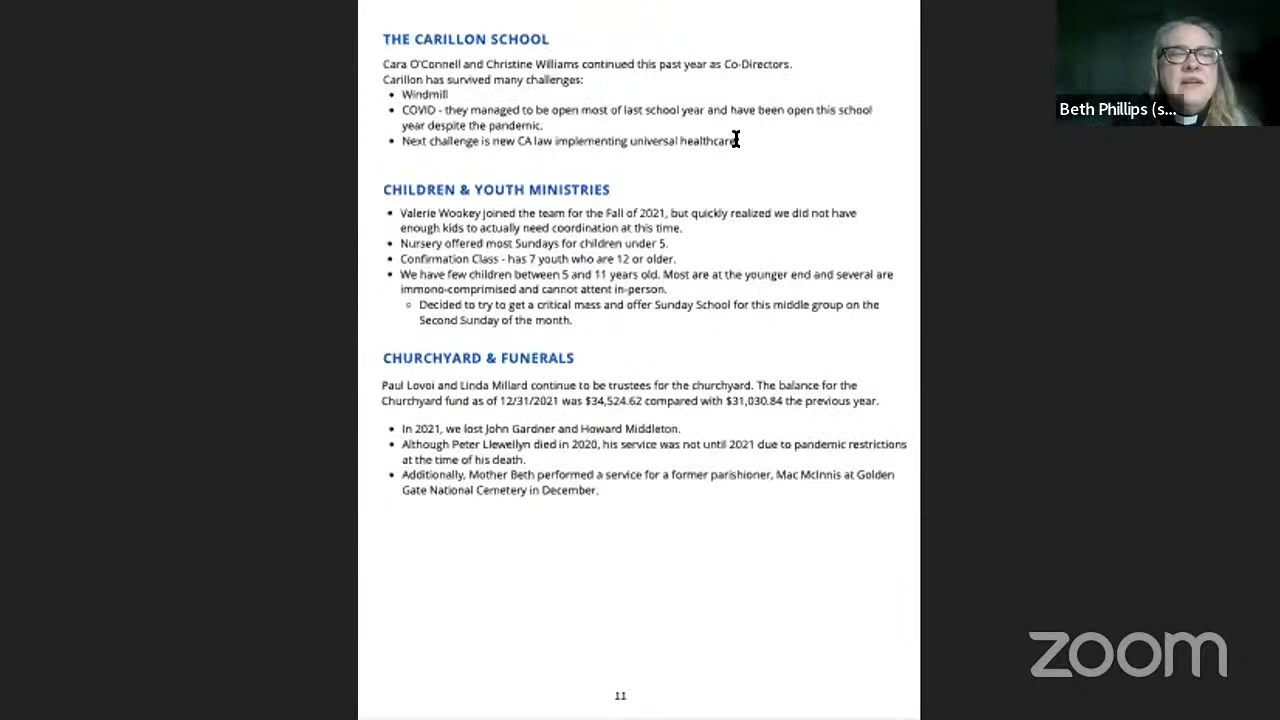 THE CARILLON SCHOOL
Cara O'Connell and Christine Williams continued this past year as Co-Directors.
Carillon has survived many challenges:
• Windmill
• COVID - they managed to be open most of last school year and have been open this school
year despite the pandemic.
• Next challenge is new CA law implementing universal healthcare
CHILDREN & YOUTH MINISTRIES
• Valerie Wookey joined the team for the Fall of 2021, but quickly realized we did not have
enough kids to actually need coordination at this time.
• Nursery offered most Sundays for children under 5.
• Confirmation Class - has 7 youth who are 12 or older.
• We have few children between 5 and 11 years old. Most are at the younger end and several are
immono-comprimised and cannot attent in-person.
◦ Decided to try to get a critical mass and offer Sunday School for this middle group on the
Second Sunday of the month.
CHURCHYARD & FUNERALS
Paul Lovoi and Linda Millard continue to be trustees for the churchyard. The balance for the
Churchyard fund as of 12/31/2021 was $34,524.62 compared with $31,030.84 the previous year.
• In 2021, we lost John Gardner and Howard Middleton.
• Although Peter Llewellyn died in 2020, his service was not until 2021 due to pandemic restrictions
at the time of his death.
• Additionally, Mother Beth performed a service for a former parishioner, Mac McInnis at Golden
Gate National Cemetery in December.
11
Beth Phillips (s...
zoom